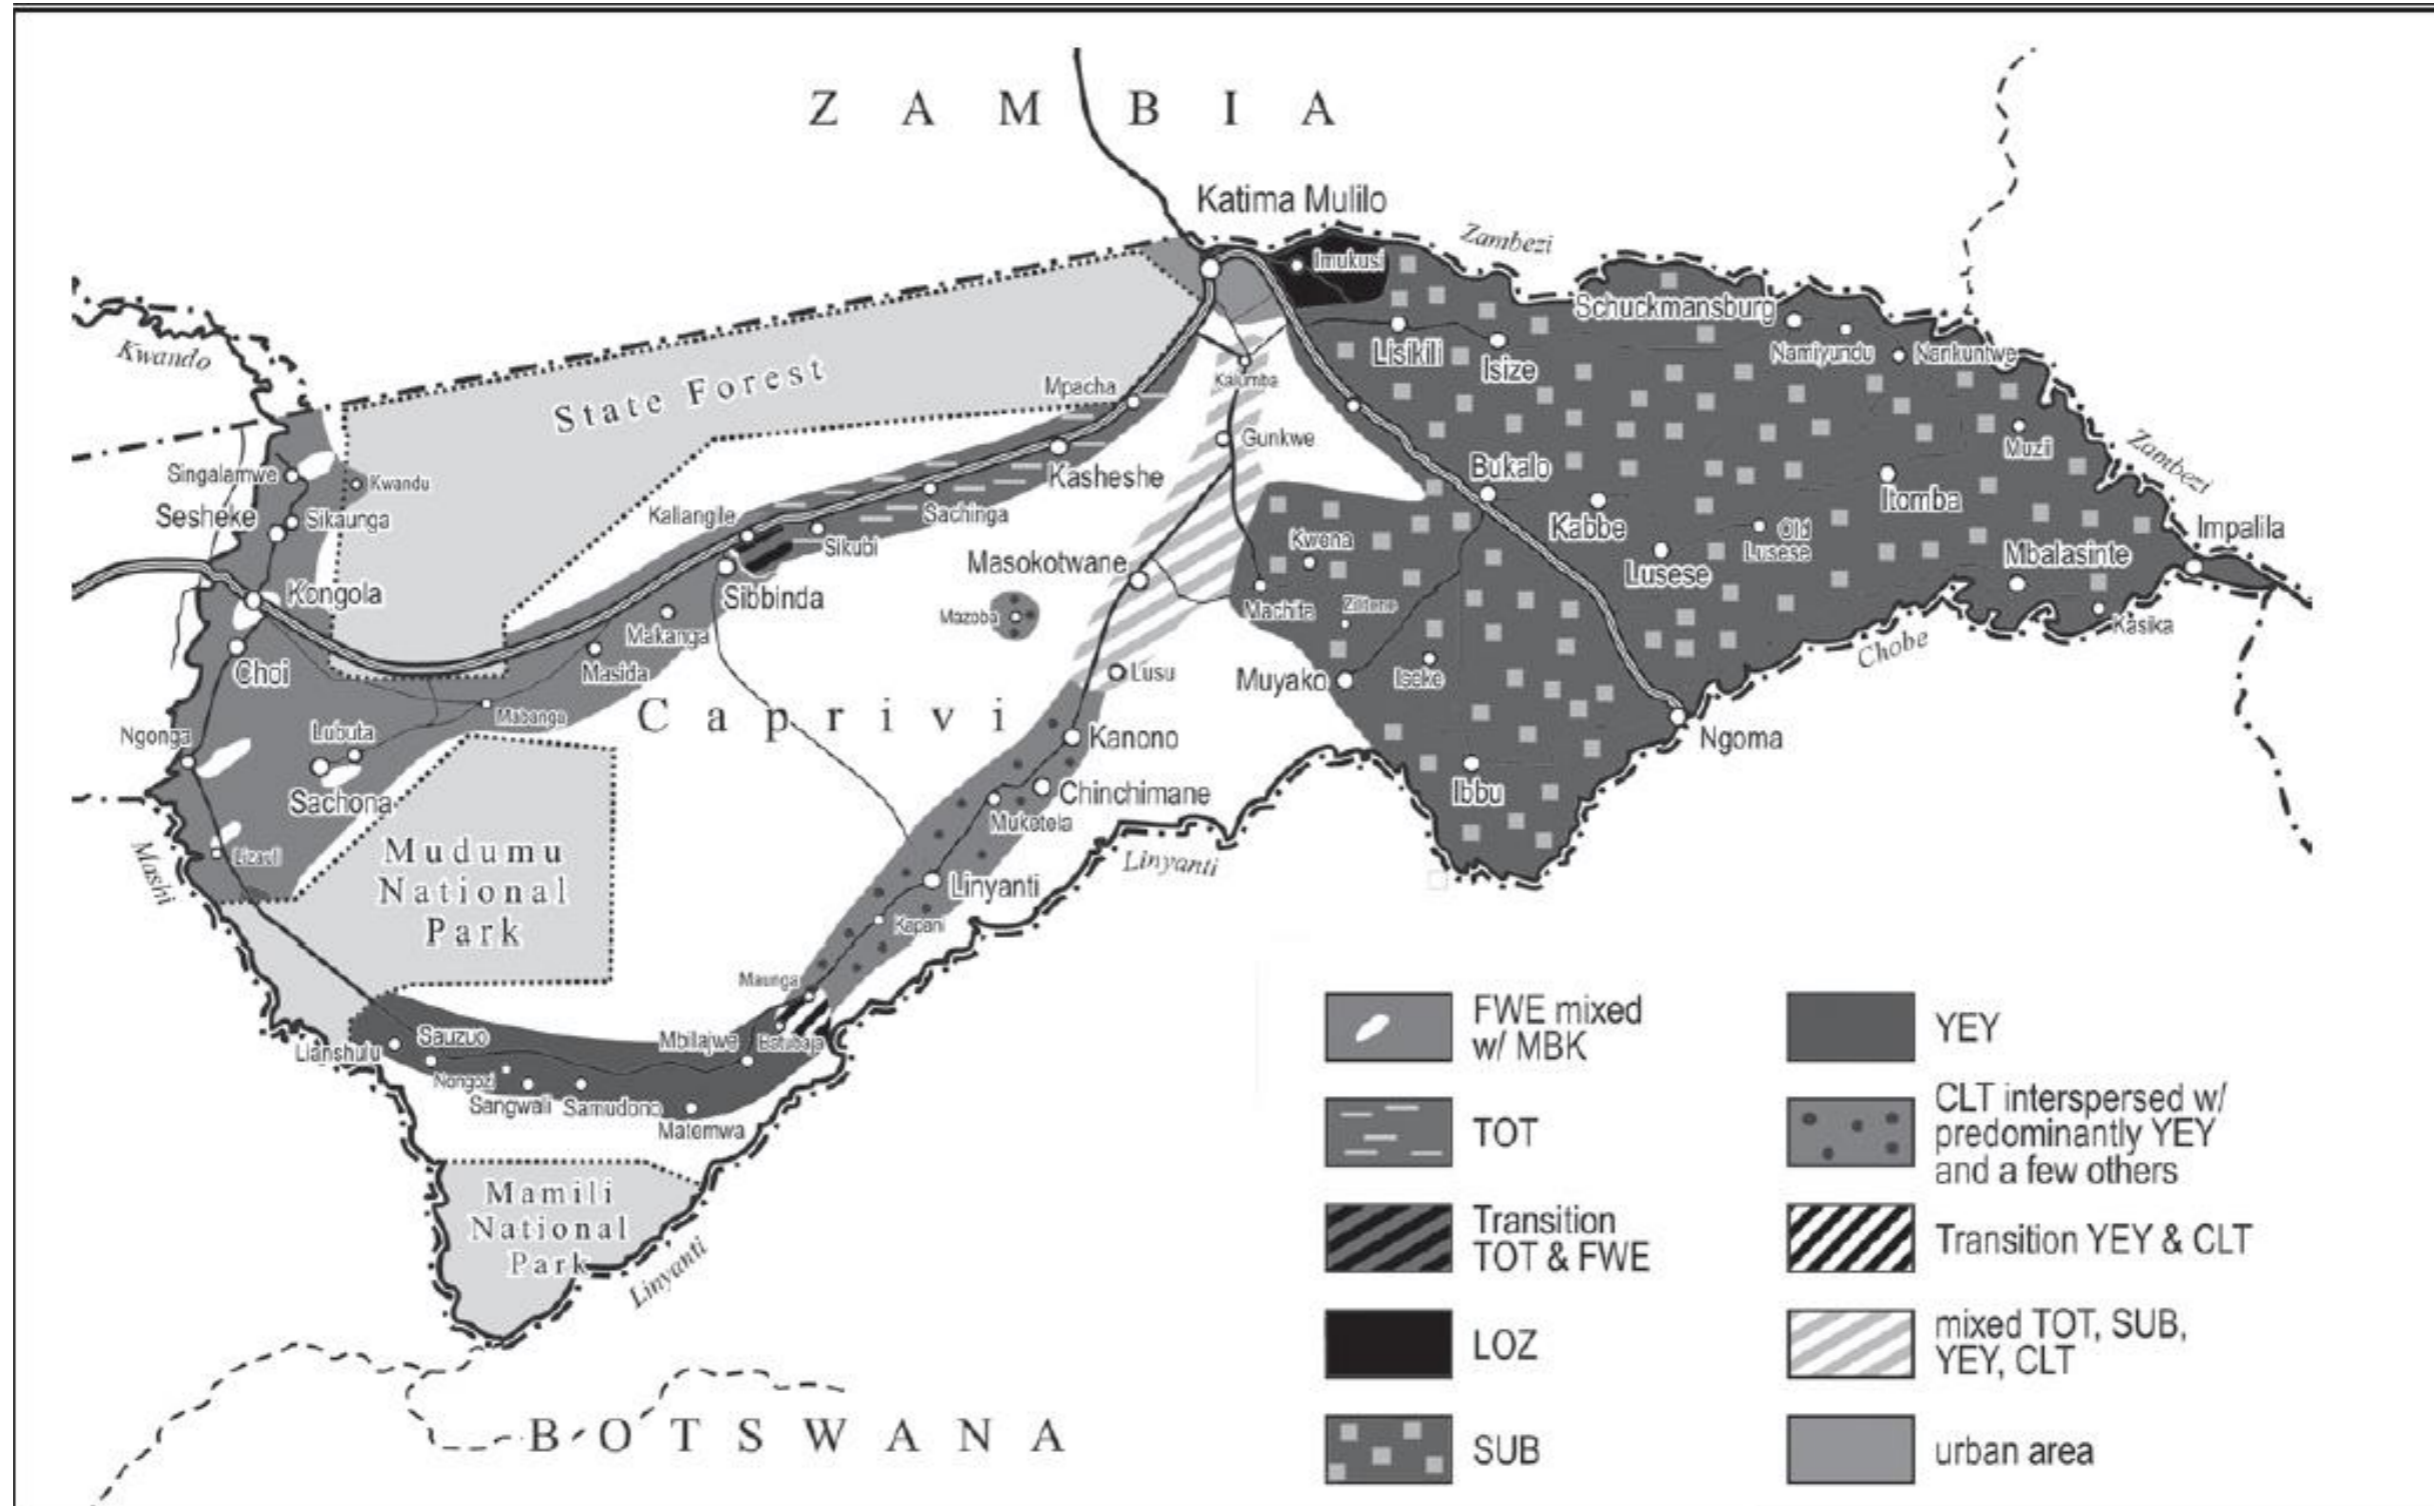 Z A M B I A
Katima Mulilo
Zambezi
Imukusi
Kwando
Schuckmansburg
State Forest
Lisikili
Isize
Namiyundu
Nankuntwe
Mpacha
Kalumba
Gunkwe
Muzii
Zambezi
Singalamwe
Kwandu
Kasheshe
Bukalo
Sesheke
Sikaunga
Kaliangile
Sachinga
Kabbe
Itomba
Sikubi
Kwena
Old
Lusese
Impalila
Masokotwane
Lusese
Mbalasinte
Kongola
Sibbinda
Mazoba
Machita
Zilitene
Makanga
Kasika
Choi
Masida
Lusu
Muyako
Iseke
Chobe
C a p r i v i
Mabanga
Ngonga
Lubuta
Kanono
Ngoma
Sachona
Chinchimane
Ibbu
Muketela
Lizauli
Mudumu
National
Park
Mashi
Linyanti
Linyanti
Kapani
Maunga
Sauzuo
Mbilajwe
Batubaja
Lianshulu
Nongozi
Sangwali
Samudono
Matemwa
Mamili
National
Park
Linyanti
B O T S W A N A
FWE mixed
w/ MBK
TOT
Transition
TOT & FWE
LOZ
SUB
YEY
CLT interspersed w/
predominantly YEY
and a few others
Transition YEY & CLT
mixed TOT, SUB,
YEY, CLT
urban area